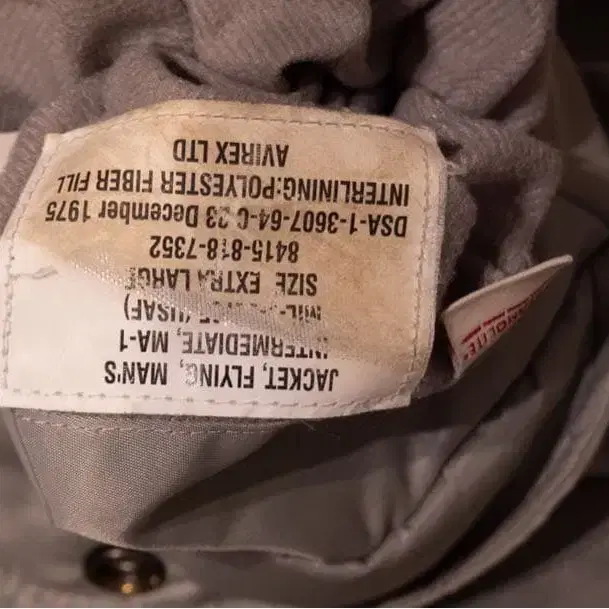 JACKET, FLYING, MAN'S
INTERMEDIATE, MA-1
(USAF)
SIZE EXTRA LARGE
8415-818-7352
DSA-1-3607-64-C 23 December 1975
INTERLINING:POLYESTER FIBER FILL
AVIREX LTD